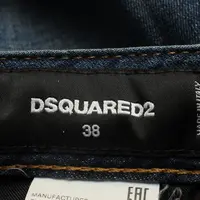 DSQUARED2
38
MADE IN ITALY
MANUFACTURER
EAC